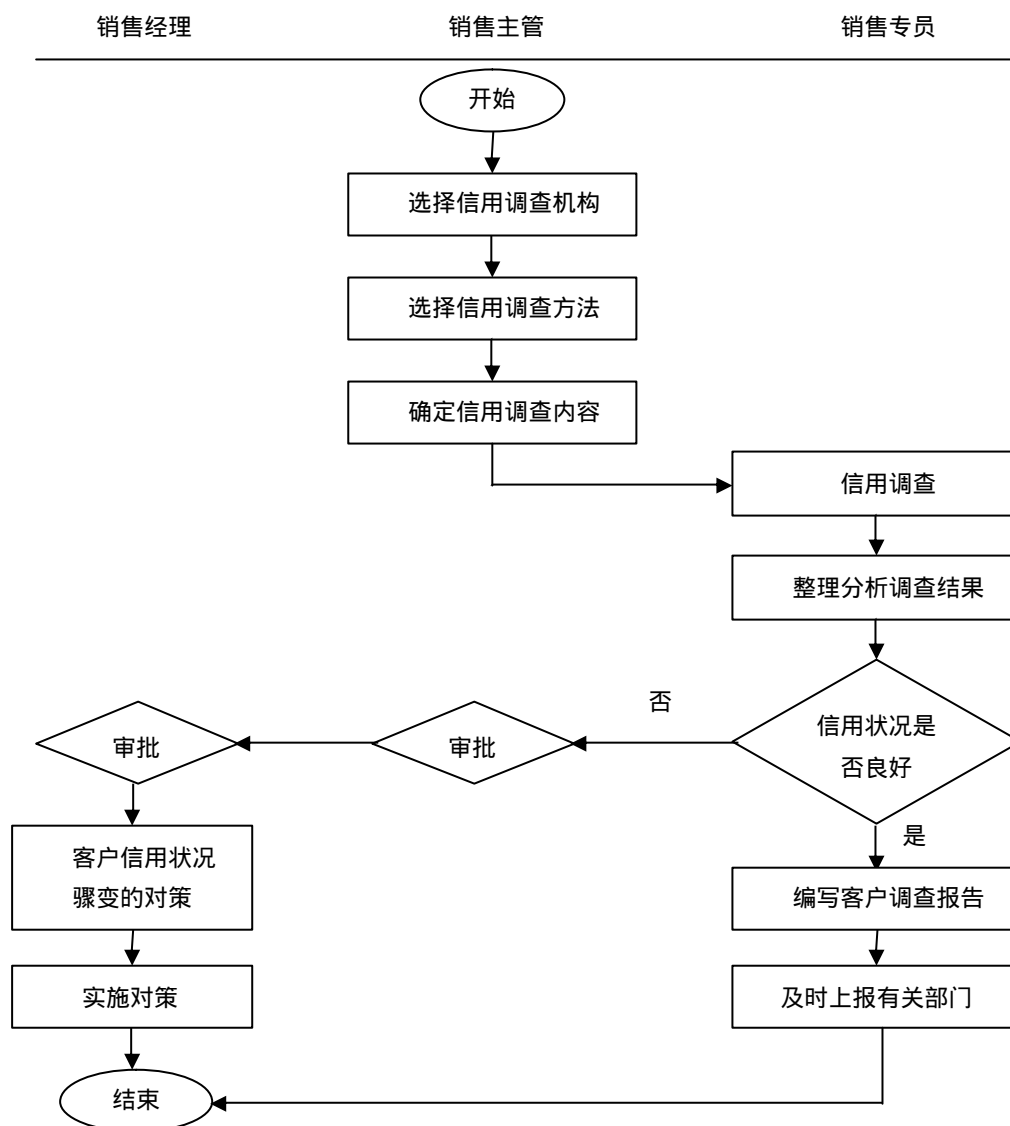 销售经理 销售主管 销售专员
开始
选择信用调查机构
选择信用调查方法
确定信用调查内容
信用调查
整理分析调查结果
否
审批
审批
信用状况是
否良好
是
客户信用状况
骤变的对策
编写客户调查报告
实施对策
及时上报有关部门
结束